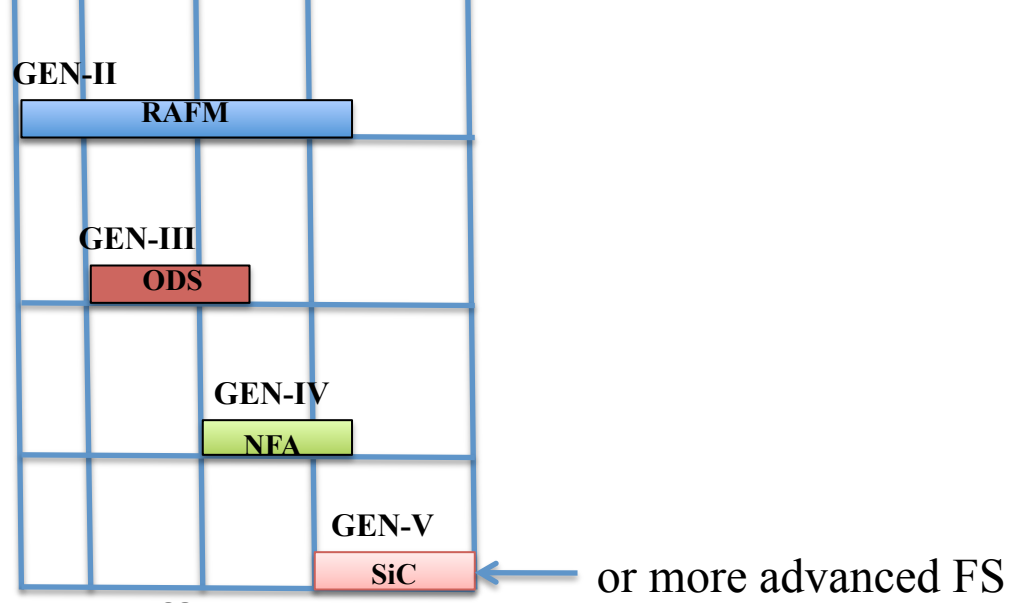 GEN-II
RAFM
GEN-III
ODS
GEN-IV
NFA
GEN-V
SiC
or more advanced FS